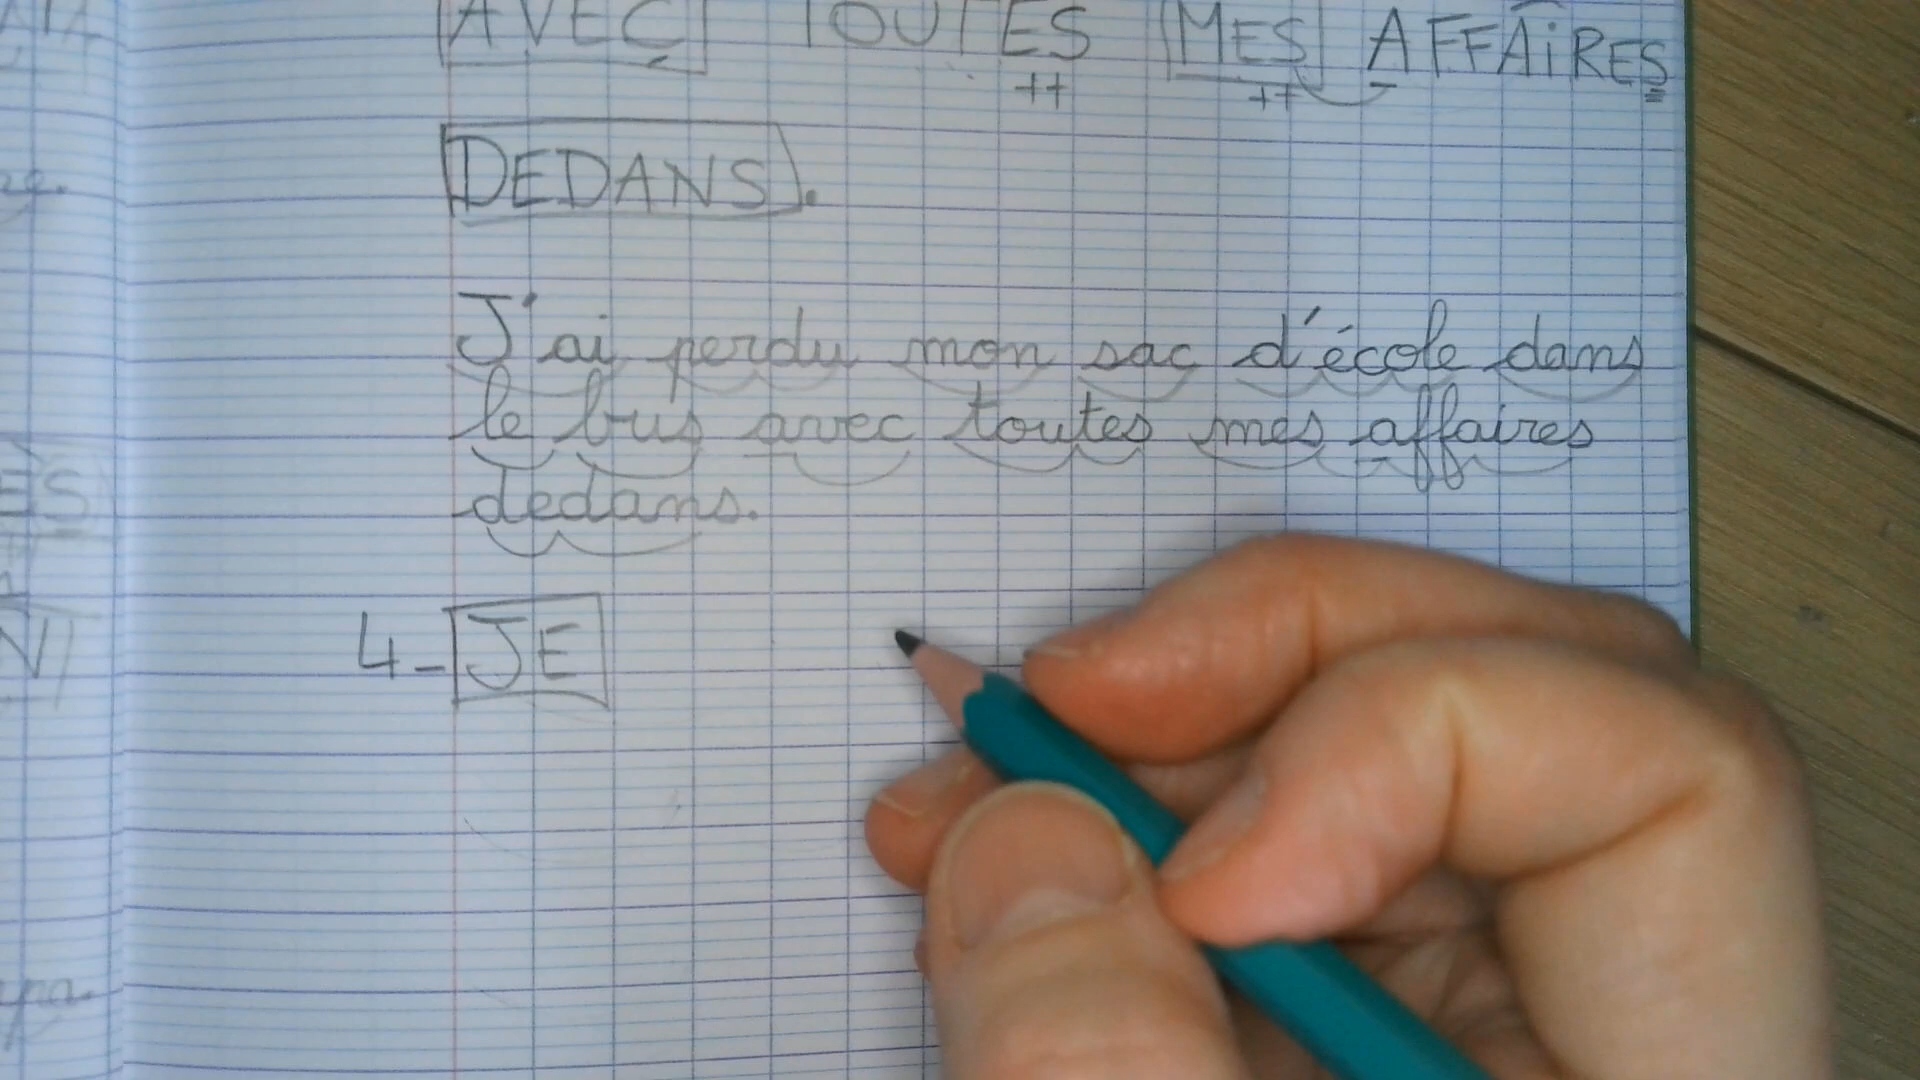 AVEC TOUTES MES AFFAIRES
++ ++
DEDANS.
J'ai perdu mon sac d'école dans
le bus avec toutes mes affaires
dedans.
4- JE